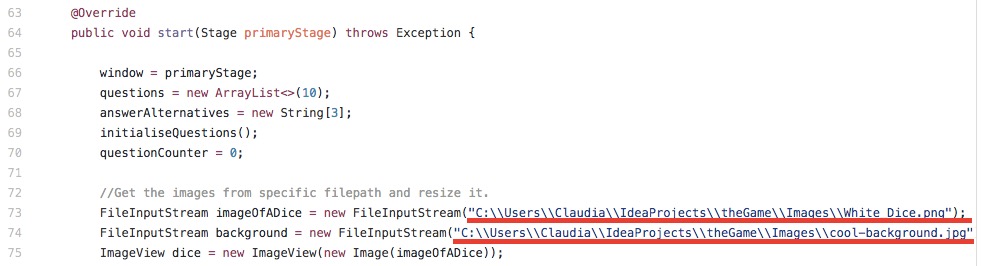 63 @Override
64 public void start(Stage primaryStage) throws Exception {
65
66 window = primaryStage;
67 questions = new ArrayList<>(10);
68 answerAlternatives = new String[3];
69 initialiseQuestions();
70 questionCounter = 0;
71
72 //Get the images from specific filepath and resize it.
73 FileInputStream imageOfADice = new FileInputStream("C:\\Users\\Claudia\\IdeaProjects\\theGame\\Images\\White Dice.png");
74 FileInputStream background = new FileInputStream("C:\\Users\\Claudia\\IdeaProjects\\theGame\\Images\\cool-background.jpg"
75 ImageView dice = new ImageView(new Image(imageOfADice));